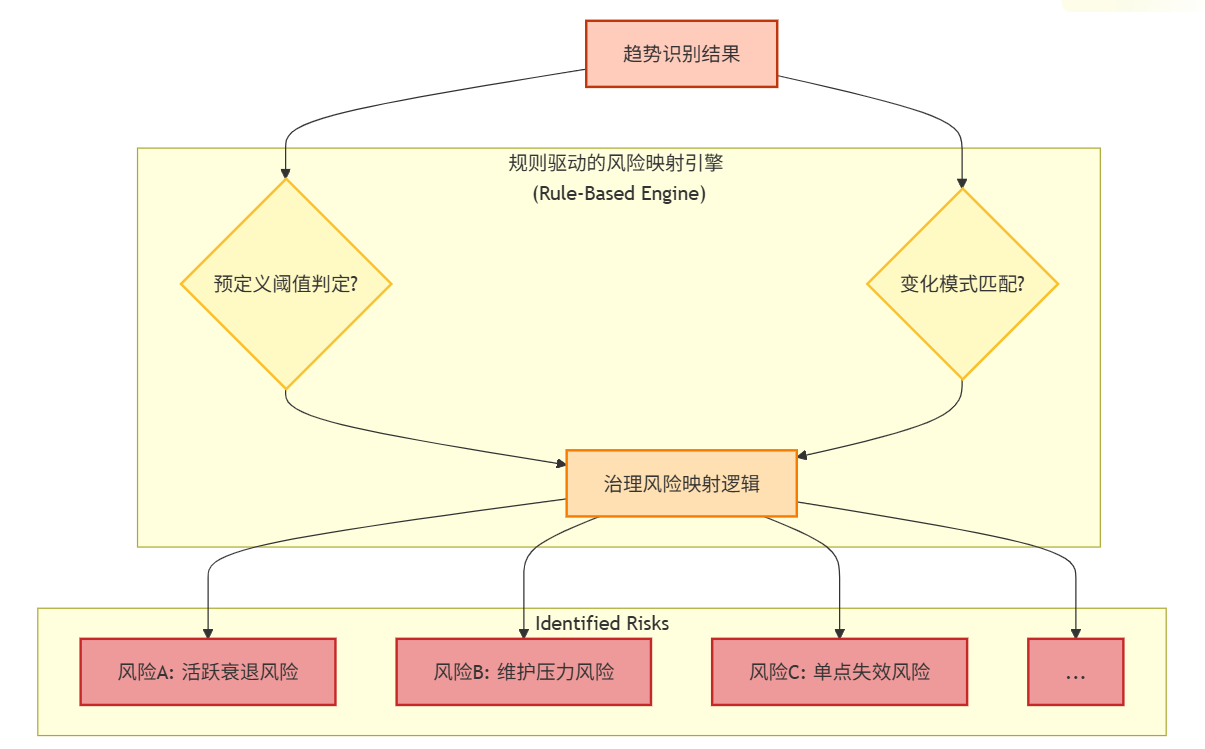 趋势识别结果
规则驱动的风险映射引擎
(Rule-Based Engine)
预定义阈值判定?
变化模式匹配?
治理风险映射逻辑
Identified Risks
风险A: 活跃衰退风险
风险B: 维护压力风险
风险C: 单点失效风险
...